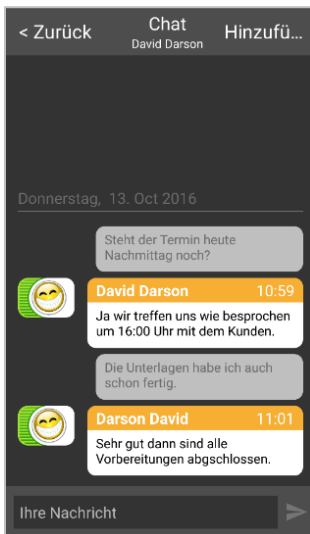 < Zurück Chat Hinzufü...
David Darson
Donnerstag, 13. Oct 2016
Steht der Termin heute
Nachmittag noch?
David Darson 10:59
Ja wir treffen uns wie besprochen
um 16:00 Uhr mit dem Kunden.
Die Unterlagen habe ich auch
schon fertig.
Darson David 11:01
Sehr gut dann sind alle
Vorbereitungen abgschlossen.
Ihre Nachricht